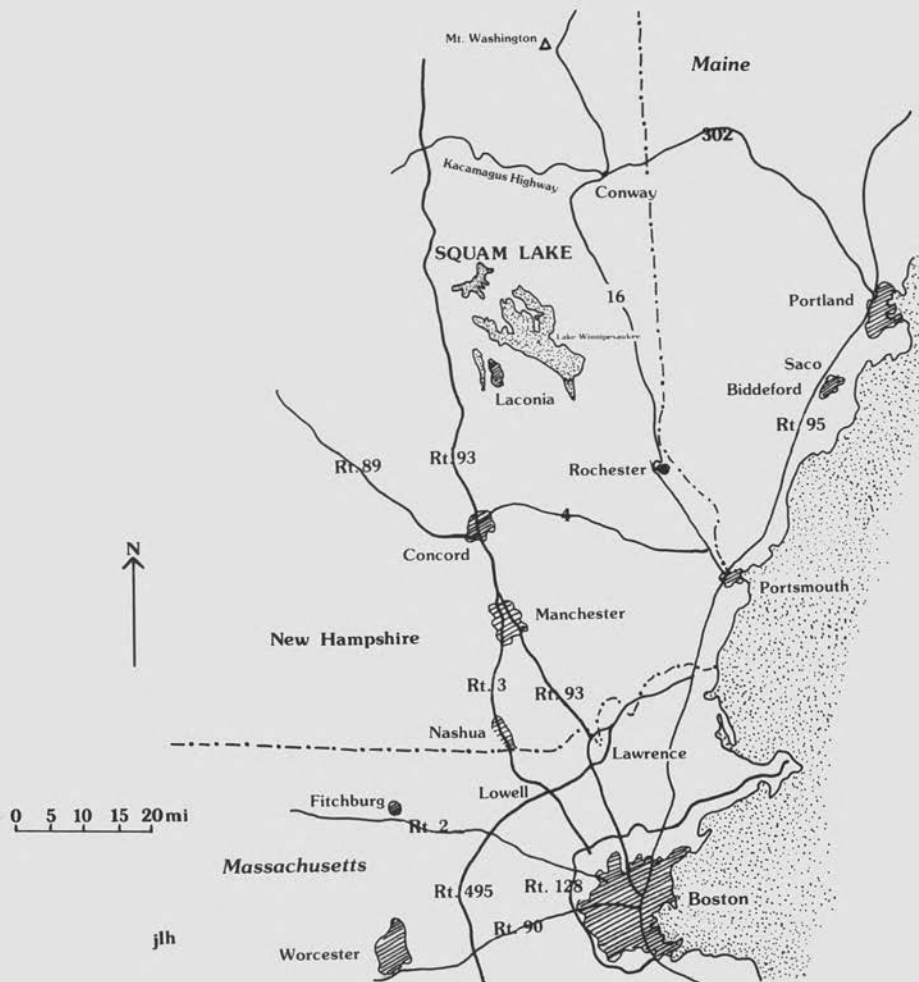 Mt. Washington
Maine
302
Kacamagus Highway
Conway
SQUAM LAKE
16
Portland
Lake Winnipesaukee
Saco
Laconia
Biddeford
Rt. 95
Rt. 89
Rt. 93
Rochester
4
Concord
N
Portsmouth
Manchester
New Hampshire
Rt. 3
Rt. 93
Nashua
Lawrence
Lowell
Fitchburg
0 5 10 15 20 mi
Rt. 2
Massachusetts
Rt. 495
Rt. 128
Boston
Rt. 90
jlh
Worcester